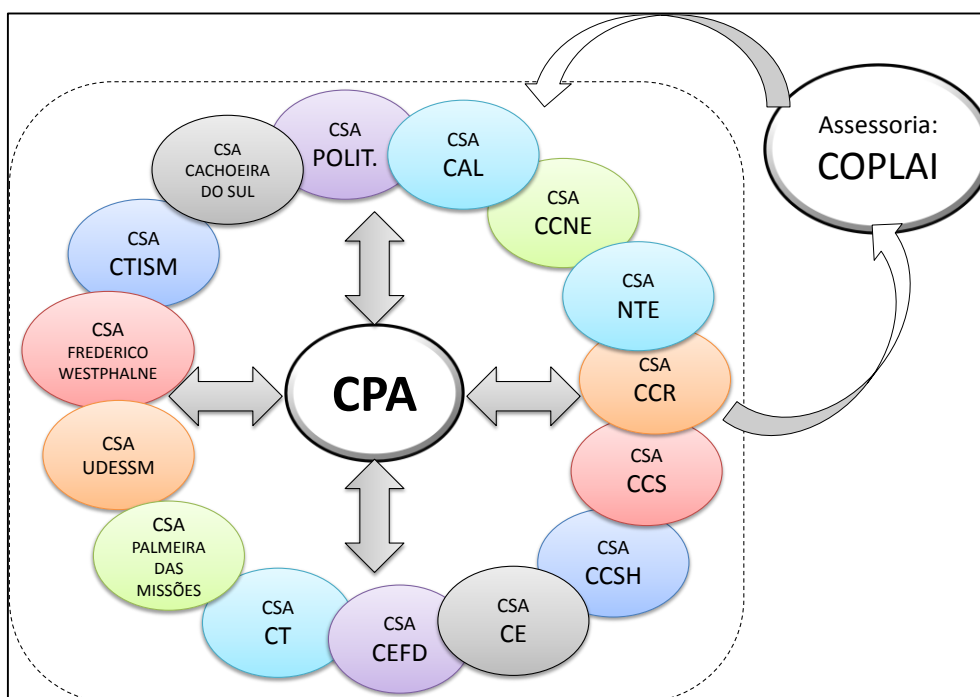 CSA
POLIT.
CSA
CAL
CSA
CCNE
CSA
NTE
CSA
CCR
CSA
CCS
CSA
CCSH
CSA
CE
CSA
CEFD
CSA
CT
CSA
PALMEIRA
DAS
MISSÕES
CSA
UDESSM
CSA
FREDERICO
WESTPHALNE
CSA
CTISM
CSA
CACHOEIRA
DO SUL
CPA
Assessoria:
COPLAI